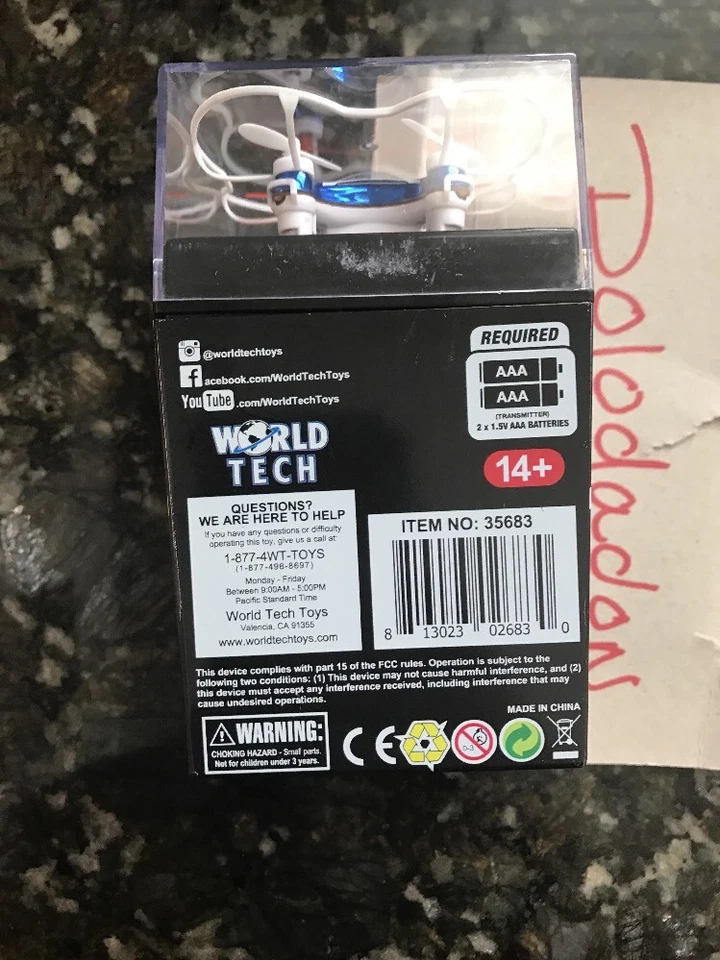 @worldtechtoys
facebook.com/WorldTechToys
YouTube.com/WorldTechToys
WORLD
TECH
REQUIRED
AAA
AAA
(TRANSMITTER)
2 x 1.5V AAA BATTERIES
14+
QUESTIONS?
WE ARE HERE TO HELP
If you have any questions or difficulty
operating this toy, give us a call at:
1-877-4WT-TOYS
(1-877-498-8697)
Monday - Friday
Between 9:00AM - 5:00PM
Pacific Standard Time
World Tech Toys
Valencia, CA 91355
www.worldtechtoys.com
ITEM NO: 35683
8 13023 02683 0
This device complies with part 15 of the FCC rules. Operation is subject to the
following two conditions: (1) This device may not cause harmful interference, and (2)
this device must accept any interference received, including interference that may
cause undesired operations.
MADE IN CHINA
WARNING:
CHOKING HAZARD - Small parts.
Not for children under 3 years.
CE
0-3
Dolodadon